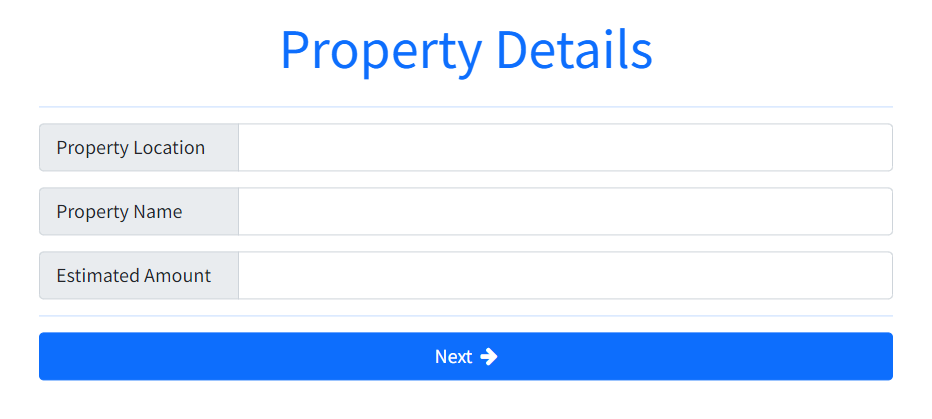 Property Details
Property Location
Property Name
Estimated Amount
Next